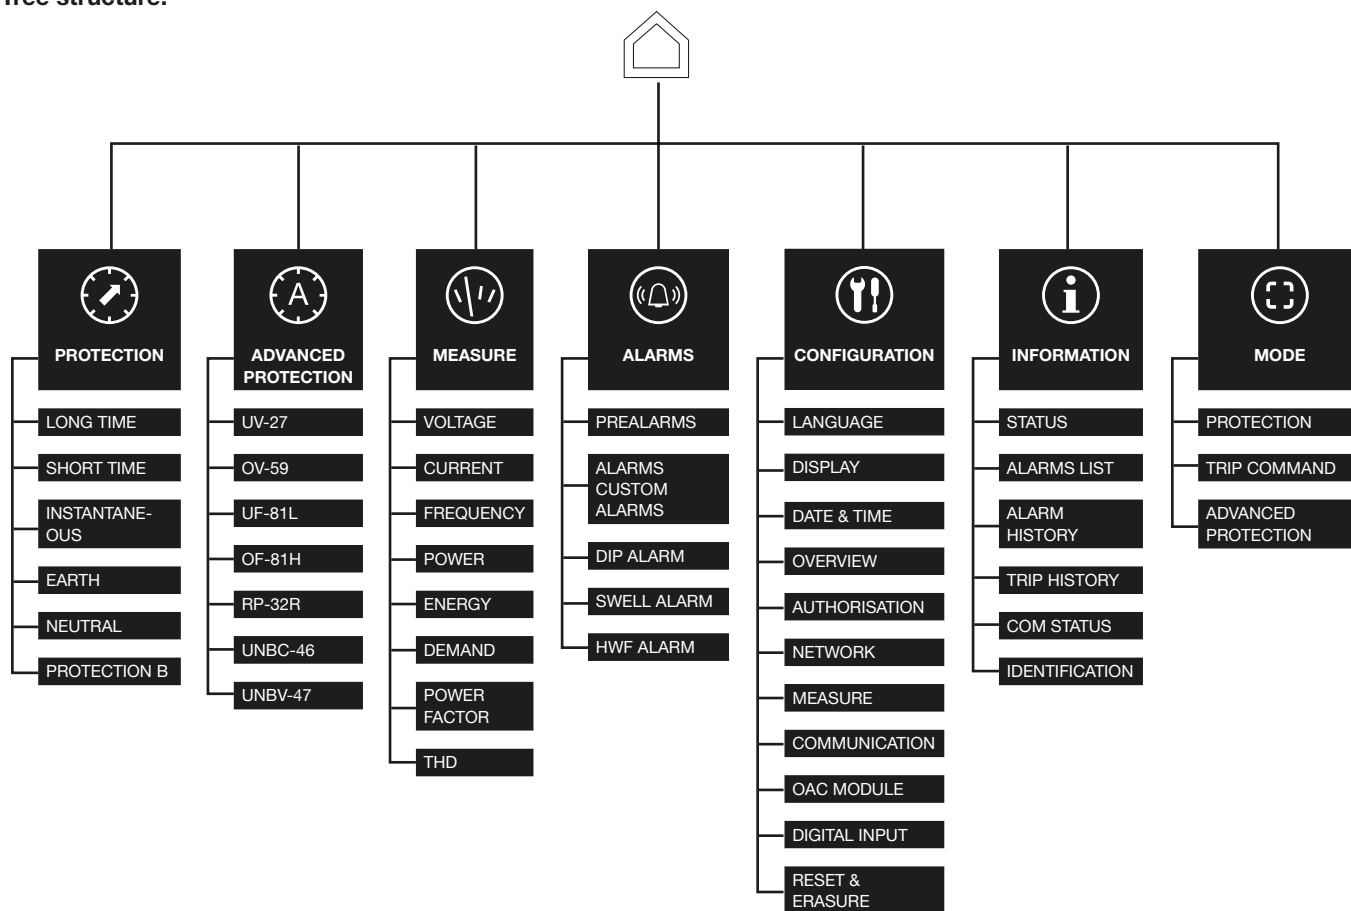 Tree structure:
PROTECTION
LONG TIME
SHORT TIME
INSTANTANE-
OUS
EARTH
NEUTRAL
PROTECTION B
A
ADVANCED
PROTECTION
UV-27
OV-59
UF-81L
OF-81H
RP-32R
UNBC-46
UNBV-47
MEASURE
VOLTAGE
CURRENT
FREQUENCY
POWER
ENERGY
DEMAND
POWER
FACTOR
THD
ALARMS
PREALARMS
ALARMS
CUSTOM
ALARMS
DIP ALARM
SWELL ALARM
HWF ALARM
CONFIGURATION
LANGUAGE
DISPLAY
DATE & TIME
OVERVIEW
AUTHORISATION
NETWORK
MEASURE
COMMUNICATION
OAC MODULE
DIGITAL INPUT
RESET &
ERASURE
i
INFORMATION
STATUS
ALARMS LIST
ALARM
HISTORY
TRIP HISTORY
COM STATUS
IDENTIFICATION
MODE
PROTECTION
TRIP COMMAND
ADVANCED
PROTECTION